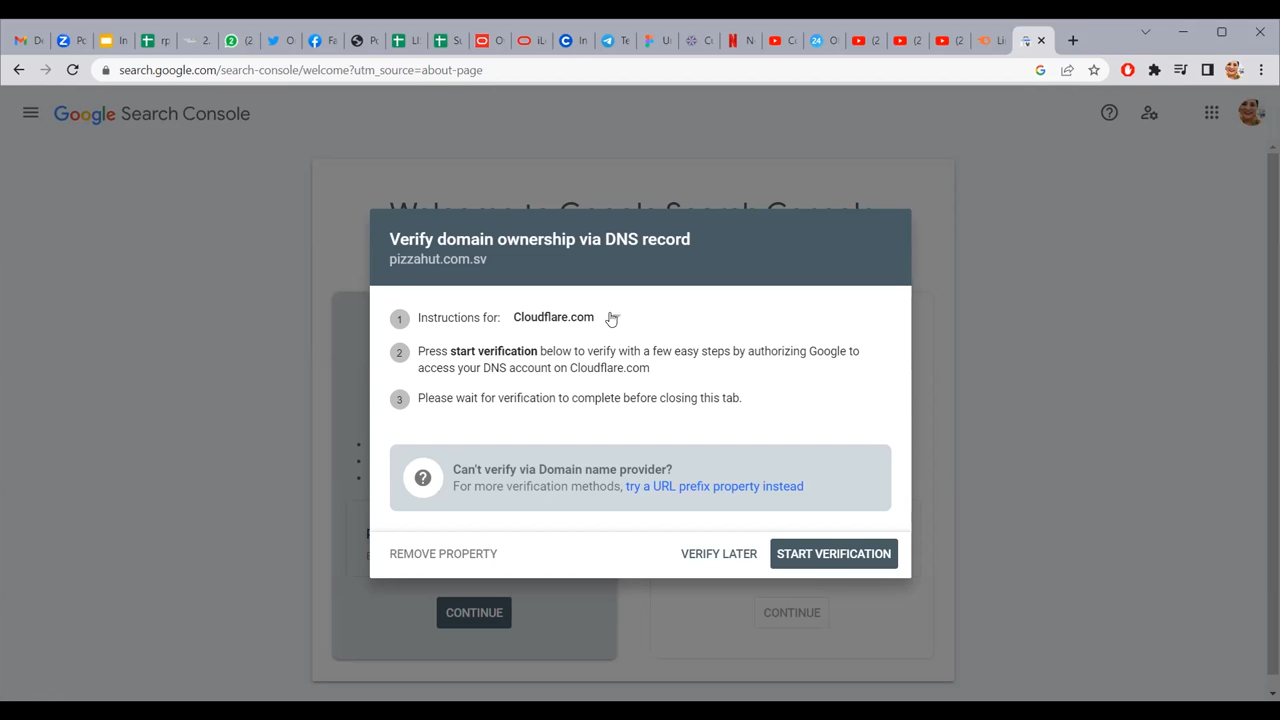 search.google.com/search-console/welcome?utm_source=about-page
Google Search Console
Verify domain ownership via DNS record
pizzahut.com.sv
1 Instructions for: Cloudflare.com
2 Press start verification below to verify with a few easy steps by authorizing Google to
access your DNS account on Cloudflare.com
3 Please wait for verification to complete before closing this tab.
Can't verify via Domain name provider?
For more verification methods, try a URL prefix property instead
REMOVE PROPERTY
VERIFY LATER
START VERIFICATION
CONTINUE
CONTINUE